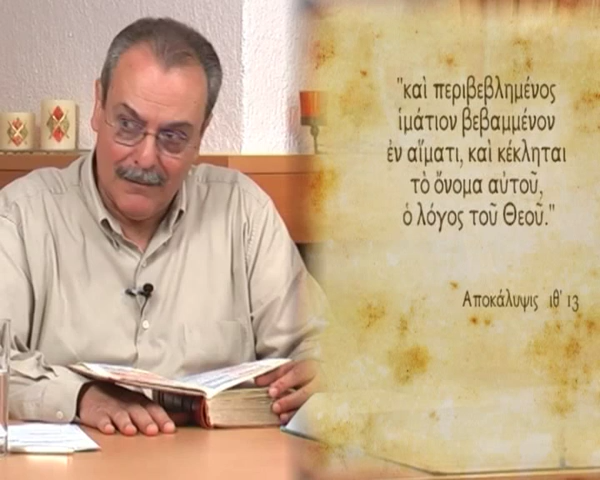 "καὶ περιβεβλημένος
ἱμάτιον βεβαμμένον
ἐν αἵματι, καὶ κέκληται
τὸ ὄνομα αὐτοῦ,
ὁ λόγος τοῦ Θεοῦ."
Αποκάλυψις ιθ' 13